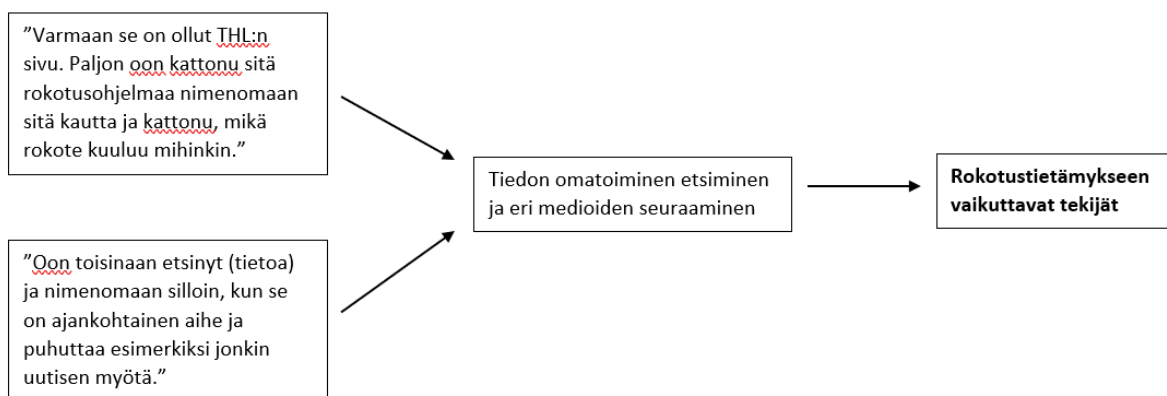 ”Varmaan se on ollut THL:n
sivu. Paljon oon kattonu sitä
rokotusohjelmaa nimenomaan
sitä kautta ja kattonu, mikä
rokote kuuluu mihinkin.”
Tiedon omatoiminen etsiminen
ja eri medioiden seuraaminen
Rokotustietämykseen
vaikuttavat tekijät
”Oon toisinaan etsinyt (tietoa)
ja nimenomaan silloin, kun se
on ajankohtainen aihe ja
puhuttaa esimerkiksi jonkin
uutisen myötä.”